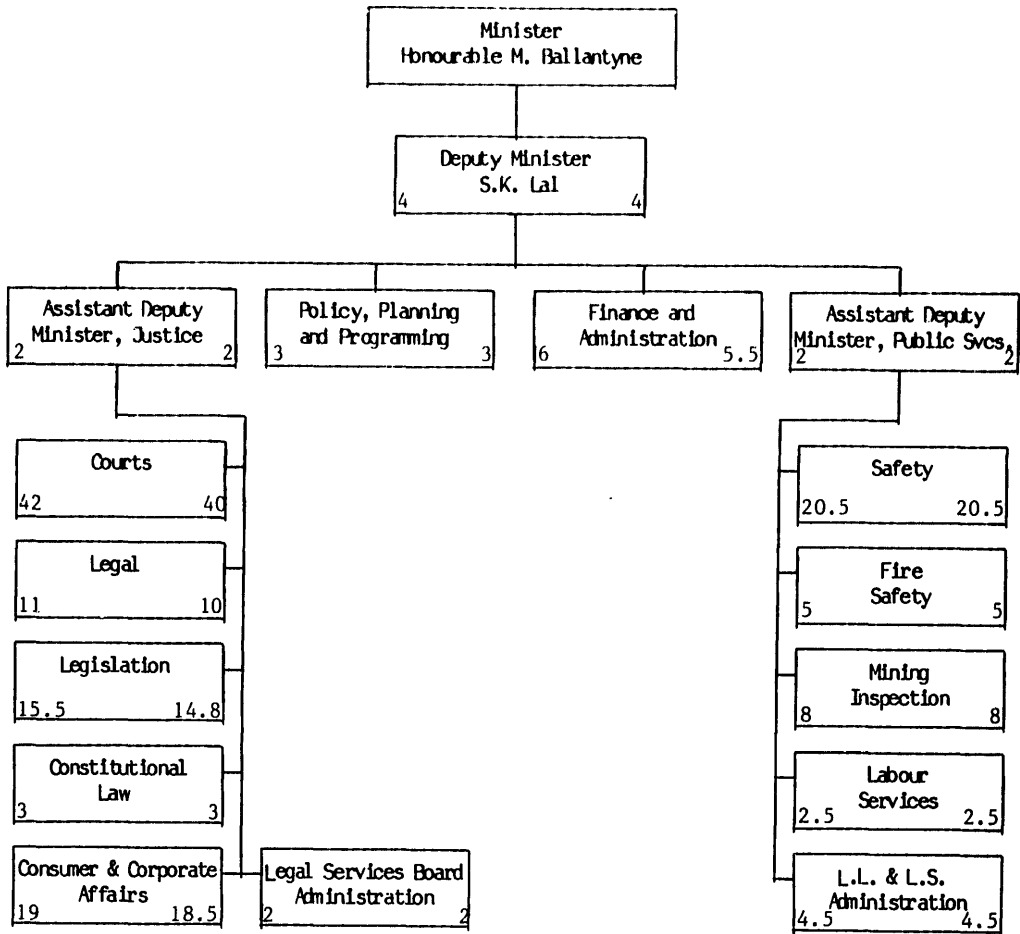 Minister
Honourable M. Ballantyne
Deputy Minister
S.K. Lal
4 4
Assistant Deputy
Minister, Justice
2 2
Policy, Planning
and Programming
3 3
Finance and
Administration
6 5.5
Assistant Deputy
Minister, Public Svcs.
2 2
Courts
42 40
Legal
11 10
Legislation
15.5 14.8
Constitutional
Law
3 3
Consumer & Corporate
Affairs
19 18.5
Legal Services Board
Administration
2 2
Safety
20.5 20.5
Fire
Safety
5 5
Mining
Inspection
8 8
Labour
Services
2.5 2.5
L.L. & L.S.
Administration
4.5 4.5